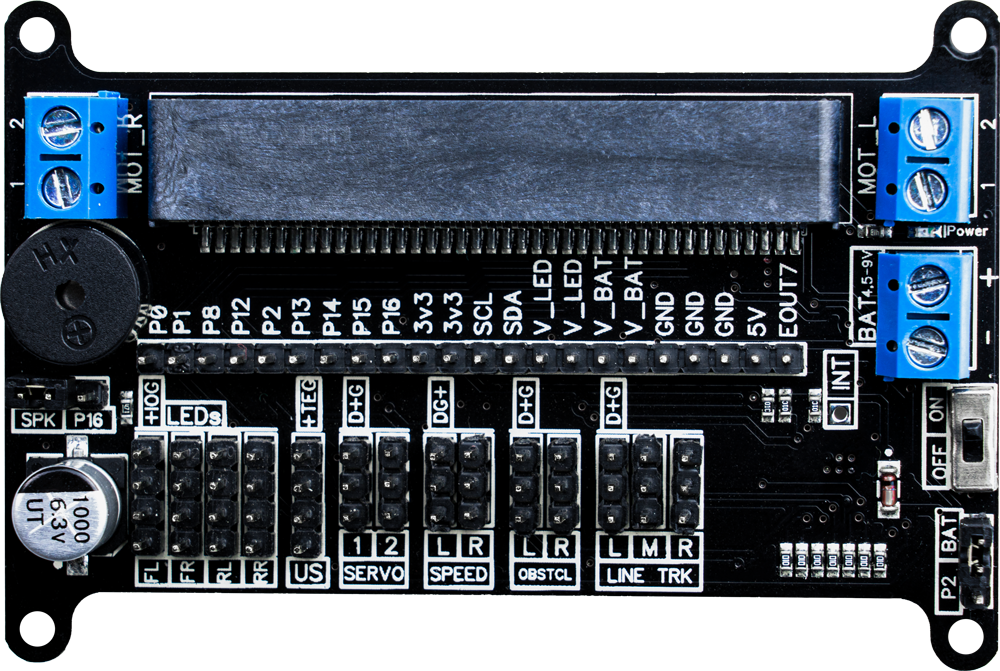 2
1
MOT_R
MOT_L
2
1
Power
HX
BAT 4.5-9V
+
-
P0
P1
P8
P12
P2
P13
P14
P15
P16
3v3
3v3
SCL
SDA
V_LED
V_LED
V_BAT
V_BAT
GND
GND
GND
5V
EOUT7
INT
SPK
P16
+IOG
LEDs
+TEG
D+G
DG+
D+G
D+G
ON
OFF
1000
6.3v
UT
FL
FR
RL
RR
US
1 2
SERVO
L R
SPEED
L R
OBSTCL
L M R
LINE TRK
P2
BAT